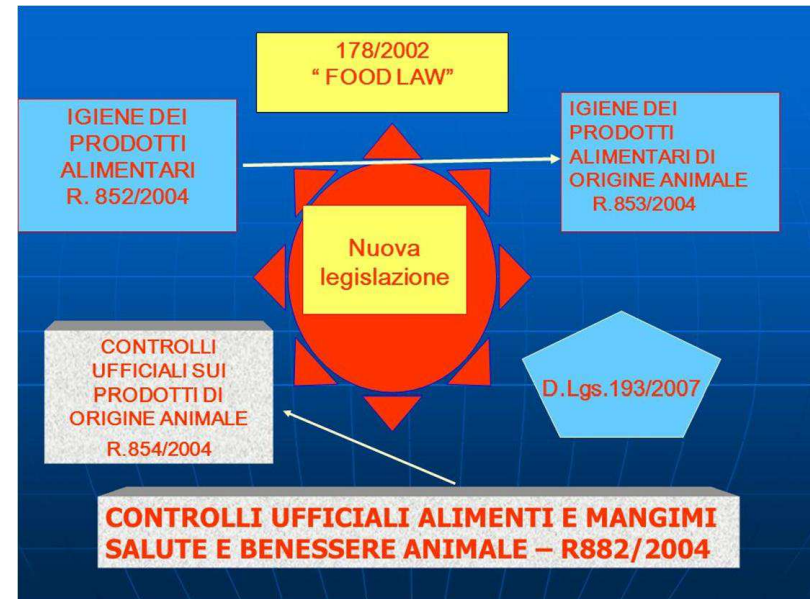 178/2002
“ FOOD LAW”
IGIENE DEI
PRODOTTI
ALIMENTARI
R. 852/2004
IGIENE DEI
PRODOTTI
ALIMENTARI DI
ORIGINE ANIMALE
R.853/2004
Nuova
legislazione
CONTROLLI
UFFICIALI SUI
PRODOTTI DI
ORIGINE ANIMALE
R.854/2004
D.Lgs.193/2007
CONTROLLI UFFICIALI ALIMENTI E MANGIMI
SALUTE E BENESSERE ANIMALE – R882/2004